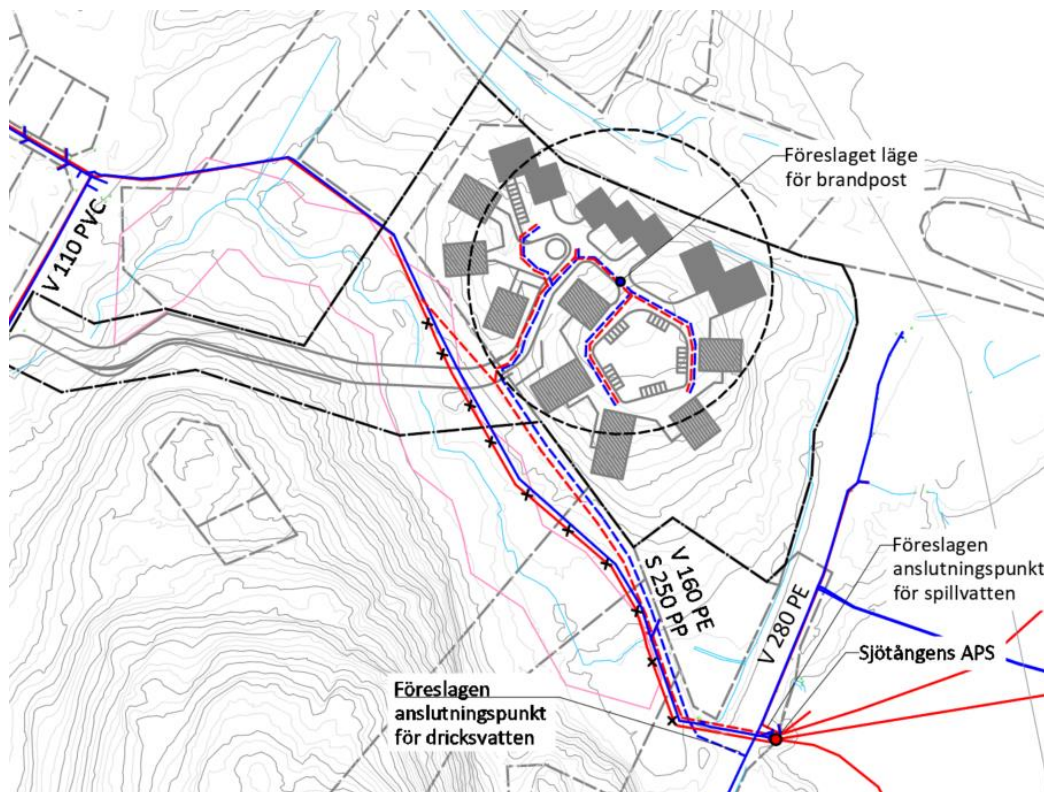 Föreslaget läge
för brandpost
V 110 PVC
V 160 PE
S 250 PP
V 280 PE
Föreslagen
anslutningspunkt
för spillvatten
Sjötångens APS
Föreslagen
anslutningspunkt
för dricksvatten